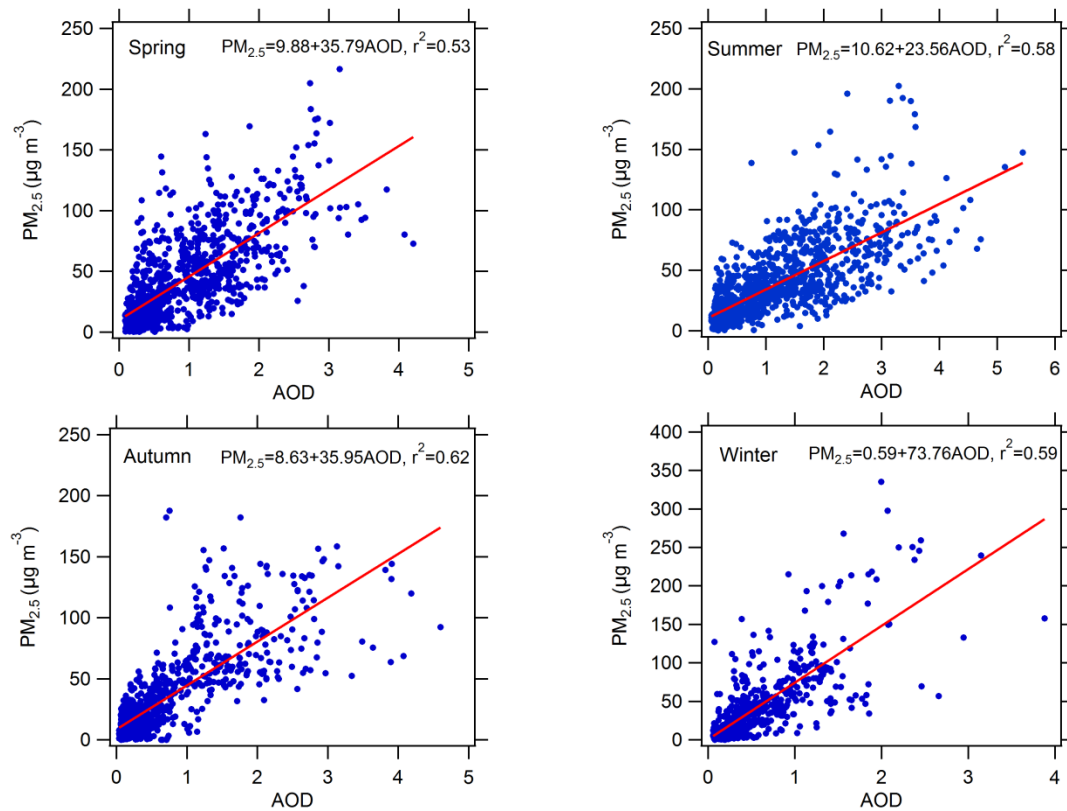 250
200
150
100
50
0
PM2.5 (µg m-3)
Spring PM2.5=9.88+35.79AOD, r2=0.53
0 1 2 3 4 5
AOD
250
200
150
100
50
0
PM2.5 (µg m-3)
Summer PM2.5=10.62+23.56AOD, r2=0.58
0 1 2 3 4 5 6
AOD
250
200
150
100
50
0
PM2.5 (µg m-3)
Autumn PM2.5=8.63+35.95AOD, r2=0.62
0 1 2 3 4 5
AOD
400
350
300
250
200
150
100
50
0
PM2.5 (µg m-3)
Winter PM2.5=0.59+73.76AOD, r2=0.59
0 1 2 3 4
AOD